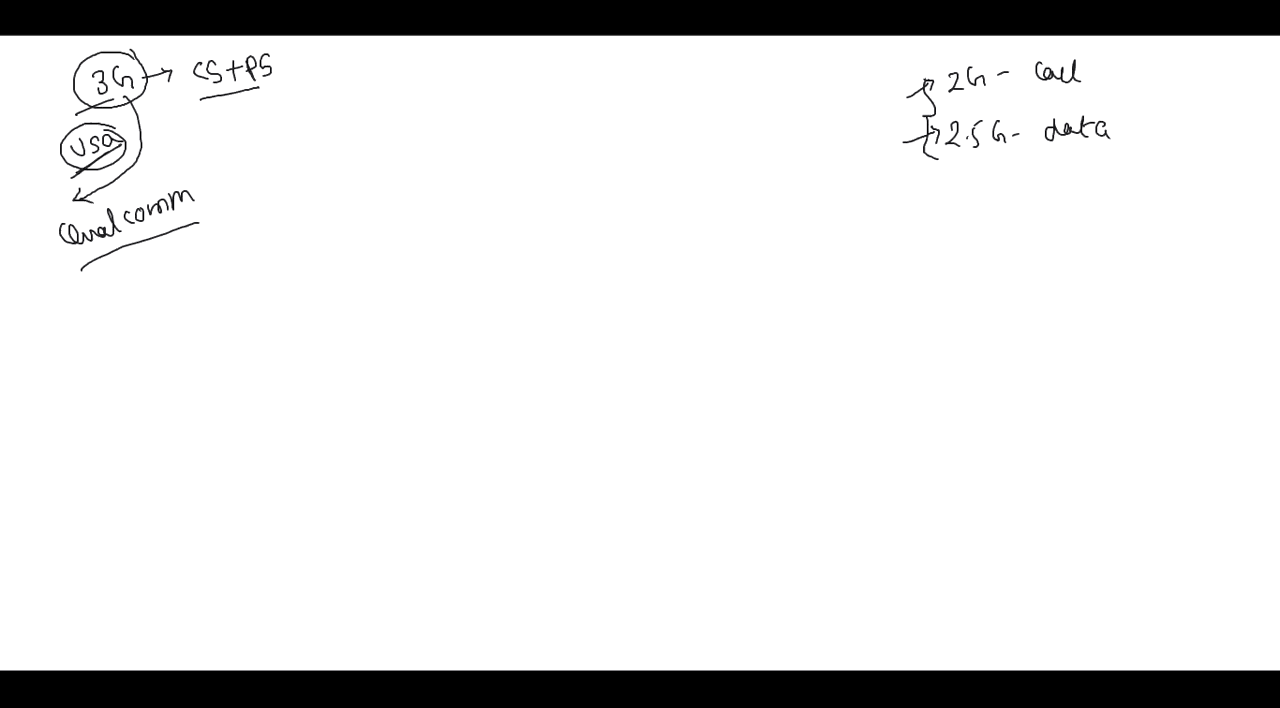 3G → CS+PS
USA
Qualcomm
2G - Call
2.5G - data